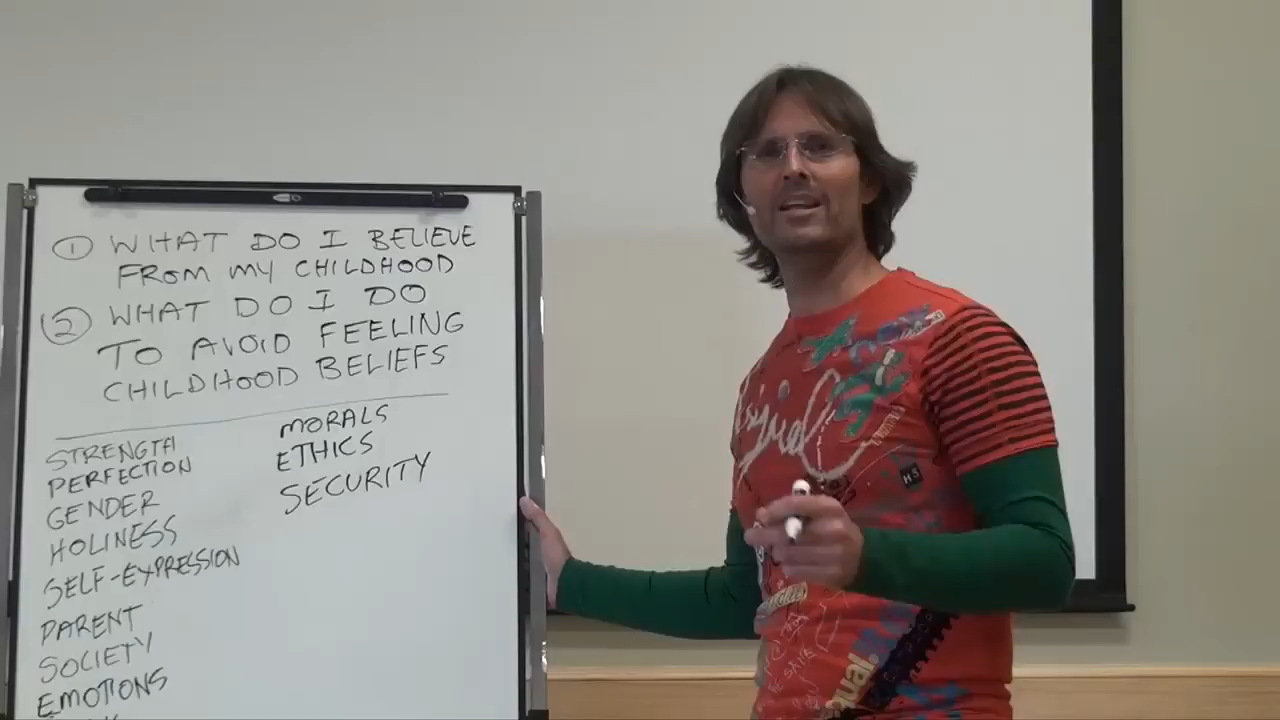 ① WHAT DO I BELIEVE
FROM MY CHILDHOOD
② WHAT DO I DO
TO AVOID FEELING
CHILDHOOD BELIEFS
STRENGTH
PERFECTION
GENDER
HOLINESS
SELF-EXPRESSION
PARENT
SOCIETY
EMOTIONS
MORALS
ETHICS
SECURITY